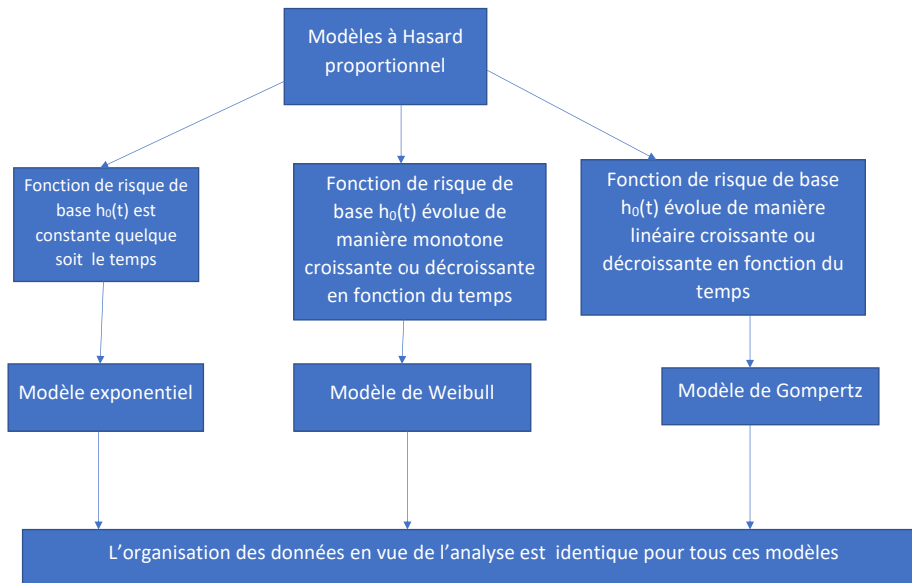 Modèles à Hasard
proportionnel
Fonction de risque de
base h₀(t) est
constante quelque
soit le temps
Fonction de risque de
base h₀(t) évolue de
manière monotone
croissante ou décroissante
en fonction du temps
Fonction de risque de base
h₀(t) évolue de manière
linéaire croissante ou
décroissante en fonction du
temps
Modèle exponentiel
Modèle de Weibull
Modèle de Gompertz
L’organisation des données en vue de l’analyse est identique pour tous ces modèles